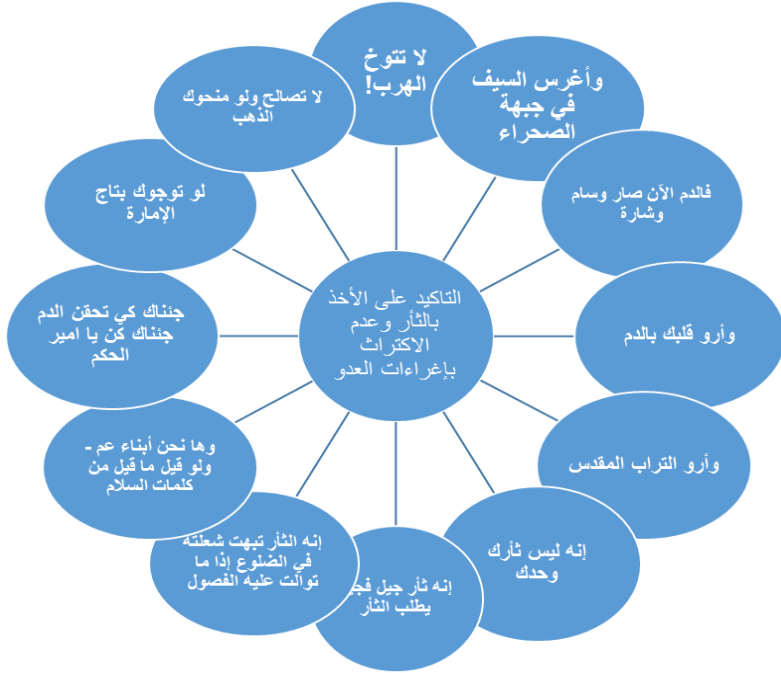 لا تتوخ
الهرب!
وأغرس السيف
في جبهة
الصحراء
فالدم الآن صار وسام
وشارة
وأرو قلبك بالدم
وأرو التراب المقدس
إنه ليس ثأرك
وحدك
إنه ثأر جيل فجي
يطلب الثأر
إنه الثأر تبهت شعلته
في الضلوع إذا ما
توالت عليه الفصول
وها نحن أبناء عم -
ولو قيل ما قيل من
كلمات السلام
جئناك كي تحقن الدم
جئناك كن يا امير
الحكم
لو توجوك بتاج
الإمارة
لا تصالح ولو منحوك
الذهب
التاكيد على الأخذ
بالثأر وعدم
الاكتراث
بإغراءات العدو